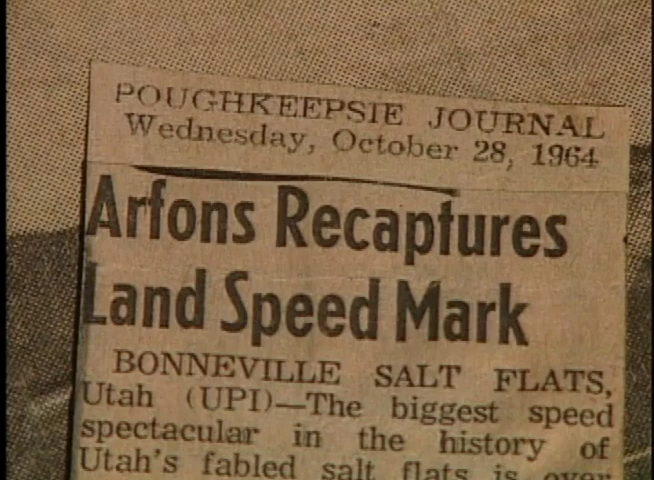 POUGHKEEPSIE JOURNAL
Wednesday, October 28, 1964
Arfons Recaptures
Land Speed Mark
BONNEVILLE SALT FLATS,
Utah (UPI)—The biggest speed
spectacular in the history of
Utah's fabled salt flats is over